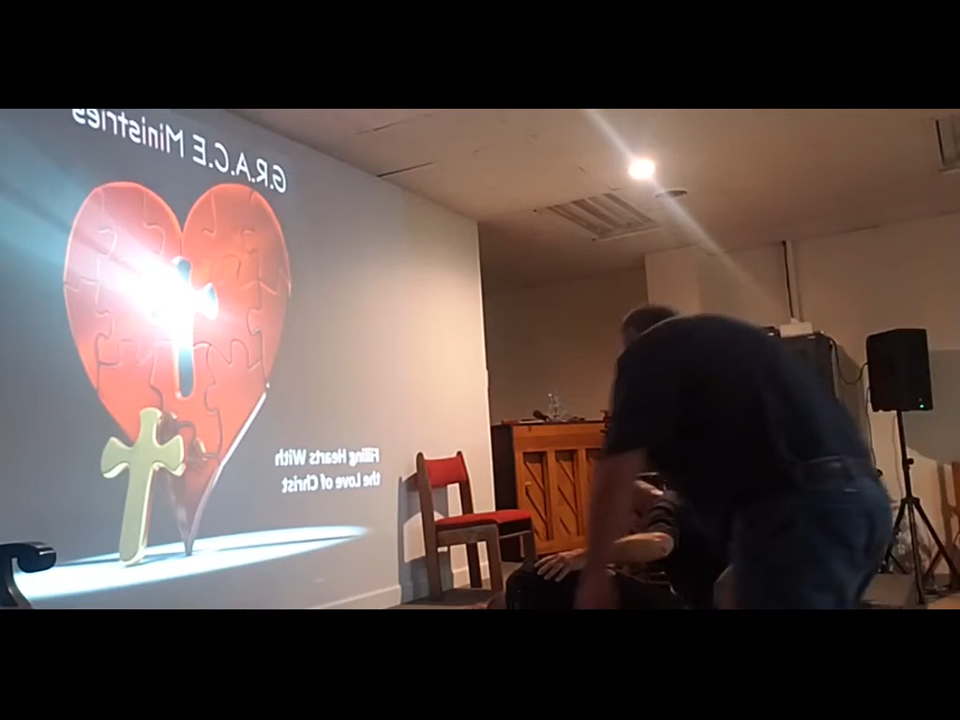 G.R.A.C.E Ministries
Filling Hearts With
the Love of Christ